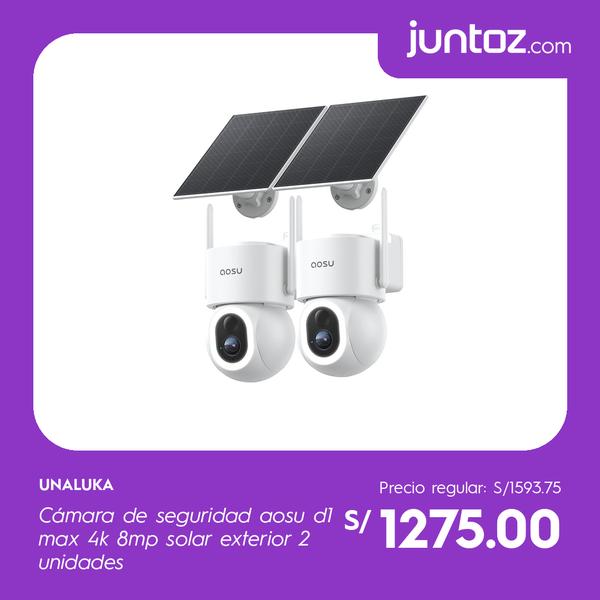 juntoz.com
aosu
aosu
UNALUKA
Cámara de seguridad aosu d1
max 4k 8mp solar exterior 2
unidades
Precio regular: S/1593.75
S/ 1275.00